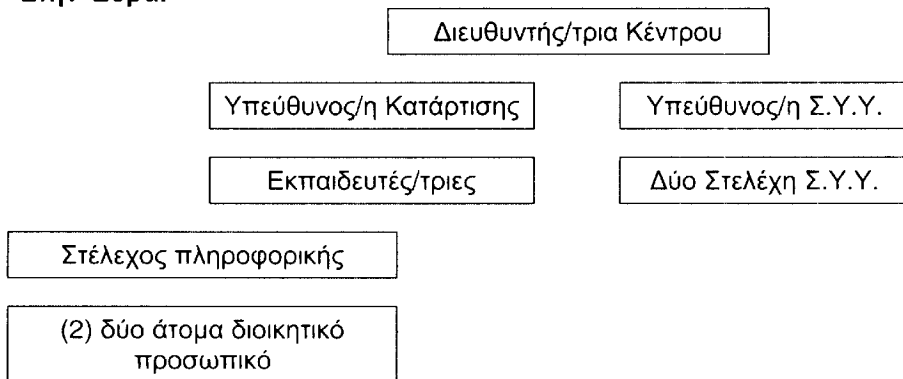 Διευθυντής/τρια Κέντρου
Υπεύθυνος/η Κατάρτισης
Υπεύθυνος/η Σ.Υ.Υ.
Εκπαιδευτές/τριες
Δύο Στελέχη Σ.Υ.Υ.
Στέλεχος πληροφορικής
(2) δύο άτομα διοικητικό
προσωπικό